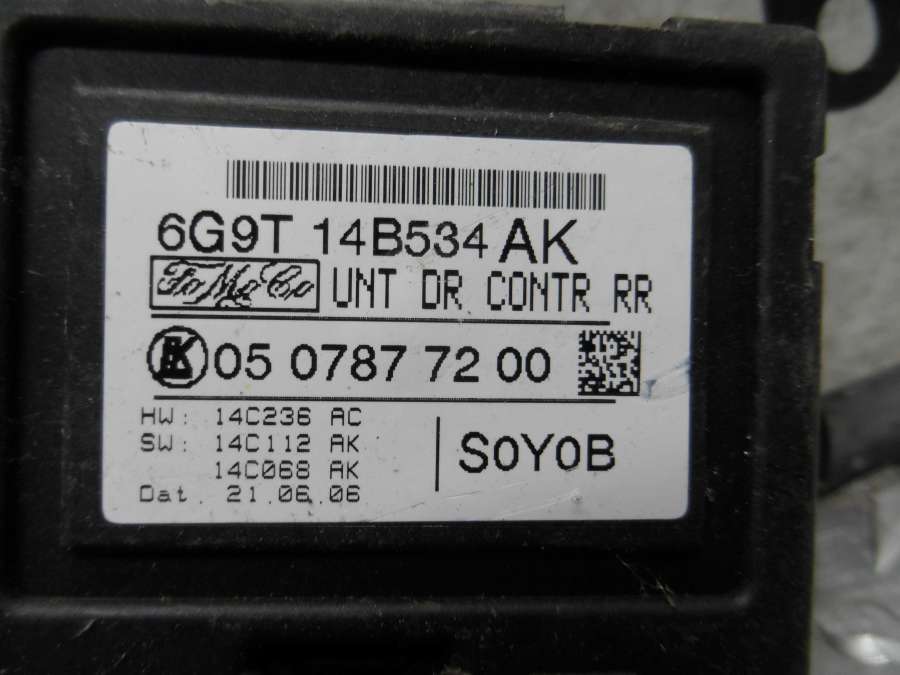 6G9T 14B534 AK
FoMoCo UNT DR CONTR RR
05 0787 72 00
HW: 14C236 AC
SW: 14C112 AK
14C068 AK
Dat. 21.06.06
S0Y0B